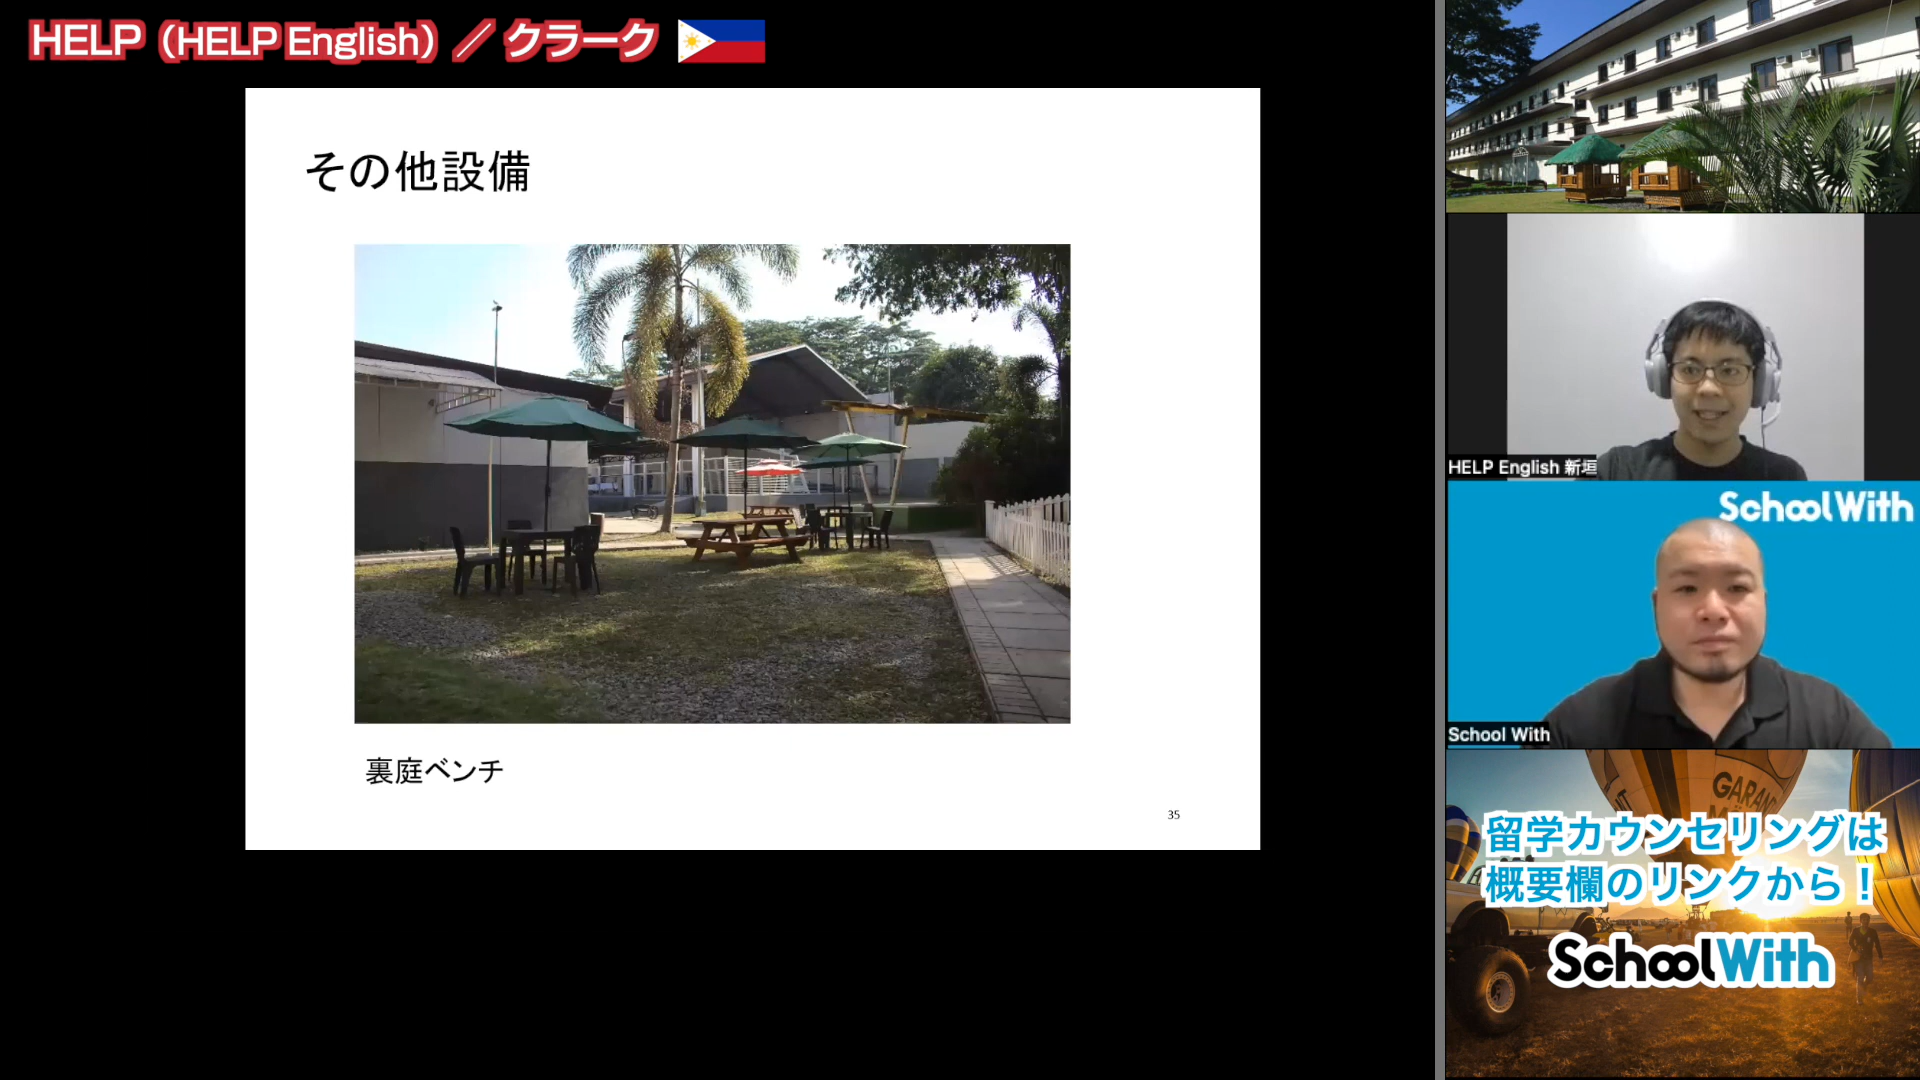 HELP（HELP English）／クラーク
その他設備
裏庭ベンチ
35
HELP English 新垣
SchoolWith
School With
GARAN
留学カウンセリングは
概要欄のリンクから！
SchoolWith